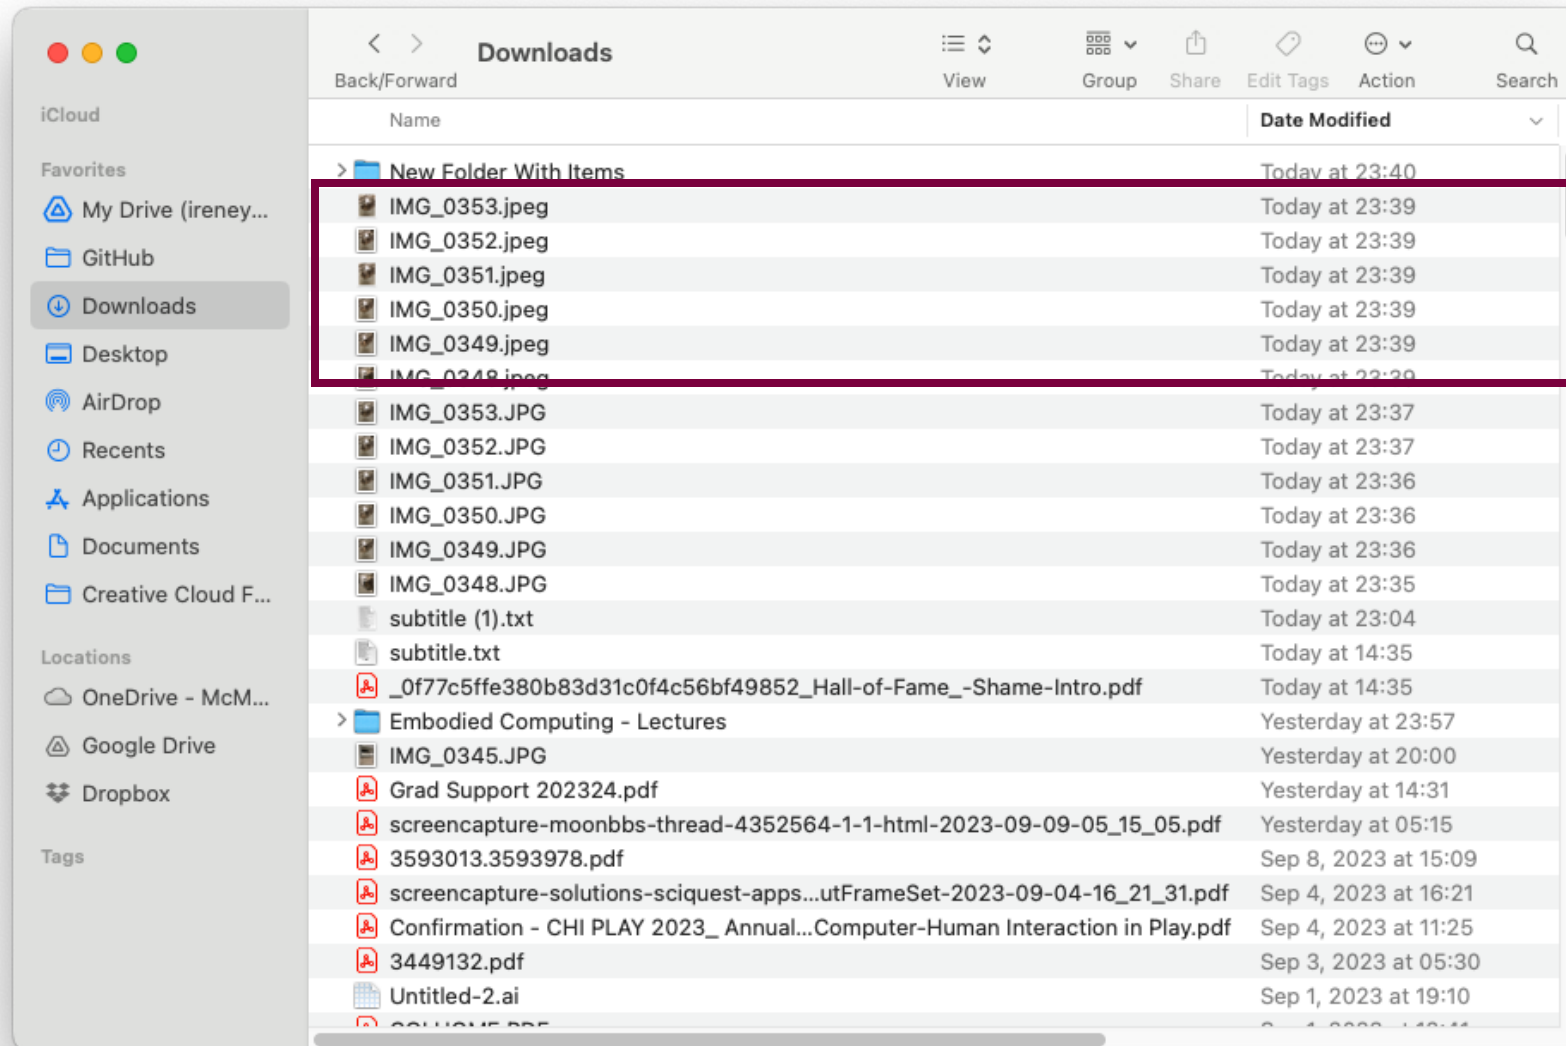 Downloads
Back/Forward
View
Group
Share
Edit Tags
Action
Search
iCloud
Favorites
My Drive (ireney...
GitHub
Downloads
Desktop
AirDrop
Recents
Applications
Documents
Creative Cloud F...
Locations
OneDrive - McM...
Google Drive
Dropbox
Tags
Name Date Modified
New Folder With Items Today at 23:40
IMG_0353.jpeg Today at 23:39
IMG_0352.jpeg Today at 23:39
IMG_0351.jpeg Today at 23:39
IMG_0350.jpeg Today at 23:39
IMG_0349.jpeg Today at 23:39
IMG_0348.jpeg Today at 23:39
IMG_0353.JPG Today at 23:37
IMG_0352.JPG Today at 23:37
IMG_0351.JPG Today at 23:36
IMG_0350.JPG Today at 23:36
IMG_0349.JPG Today at 23:36
IMG_0348.JPG Today at 23:35
subtitle (1).txt Today at 23:04
subtitle.txt Today at 14:35
_0f77c5ffe380b83d31c0f4c56bf49852_Hall-of-Fame_-Shame-Intro.pdf Today at 14:35
Embodied Computing - Lectures Yesterday at 23:57
IMG_0345.JPG Yesterday at 20:00
Grad Support 202324.pdf Yesterday at 14:31
screencapture-moonbbs-thread-4352564-1-1-html-2023-09-09-05_15_05.pdf Yesterday at 05:15
3593013.3593978.pdf Sep 8, 2023 at 15:09
screencapture-solutions-sciquest-apps...utFrameSet-2023-09-04-16_21_31.pdf Sep 4, 2023 at 16:21
Confirmation - CHI PLAY 2023_ Annual...Computer-Human Interaction in Play.pdf Sep 4, 2023 at 11:25
3449132.pdf Sep 3, 2023 at 05:30
Untitled-2.ai Sep 1, 2023 at 19:10